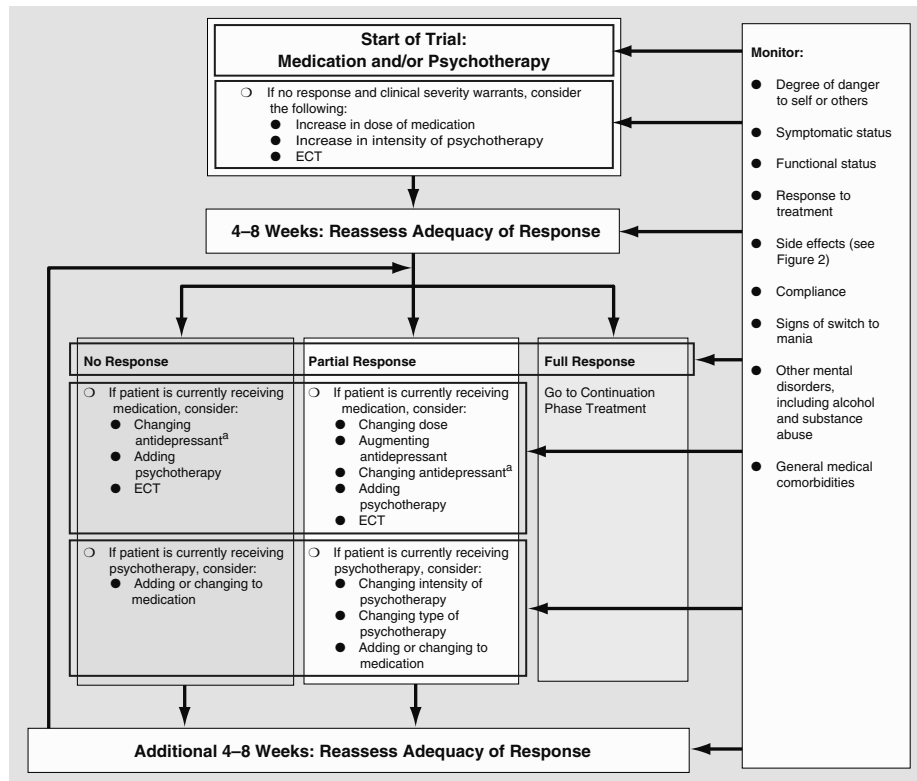 Start of Trial:
Medication and/or Psychotherapy
❍ If no response and clinical severity warrants, consider
the following:
● Increase in dose of medication
● Increase in intensity of psychotherapy
● ECT
4–8 Weeks: Reassess Adequacy of Response
No Response
❍ If patient is currently receiving
medication, consider:
● Changing
antidepressantᵃ
● Adding
psychotherapy
● ECT
❍ If patient is currently receiving
psychotherapy, consider:
● Adding or changing to
medication
Partial Response
❍ If patient is currently receiving
medication, consider:
● Changing dose
● Augmenting
antidepressant
● Changing antidepressantᵃ
● Adding
psychotherapy
● ECT
❍ If patient is currently receiving
psychotherapy, consider:
● Changing intensity of
psychotherapy
● Changing type of
psychotherapy
● Adding or changing to
medication
Full Response
Go to Continuation
Phase Treatment
Additional 4–8 Weeks: Reassess Adequacy of Response
Monitor:
● Degree of danger
to self or others
● Symptomatic status
● Functional status
● Response to
treatment
● Side effects (see
Figure 2)
● Compliance
● Signs of switch to
mania
● Other mental
disorders,
including alcohol
and substance
abuse
● General medical
comorbidities